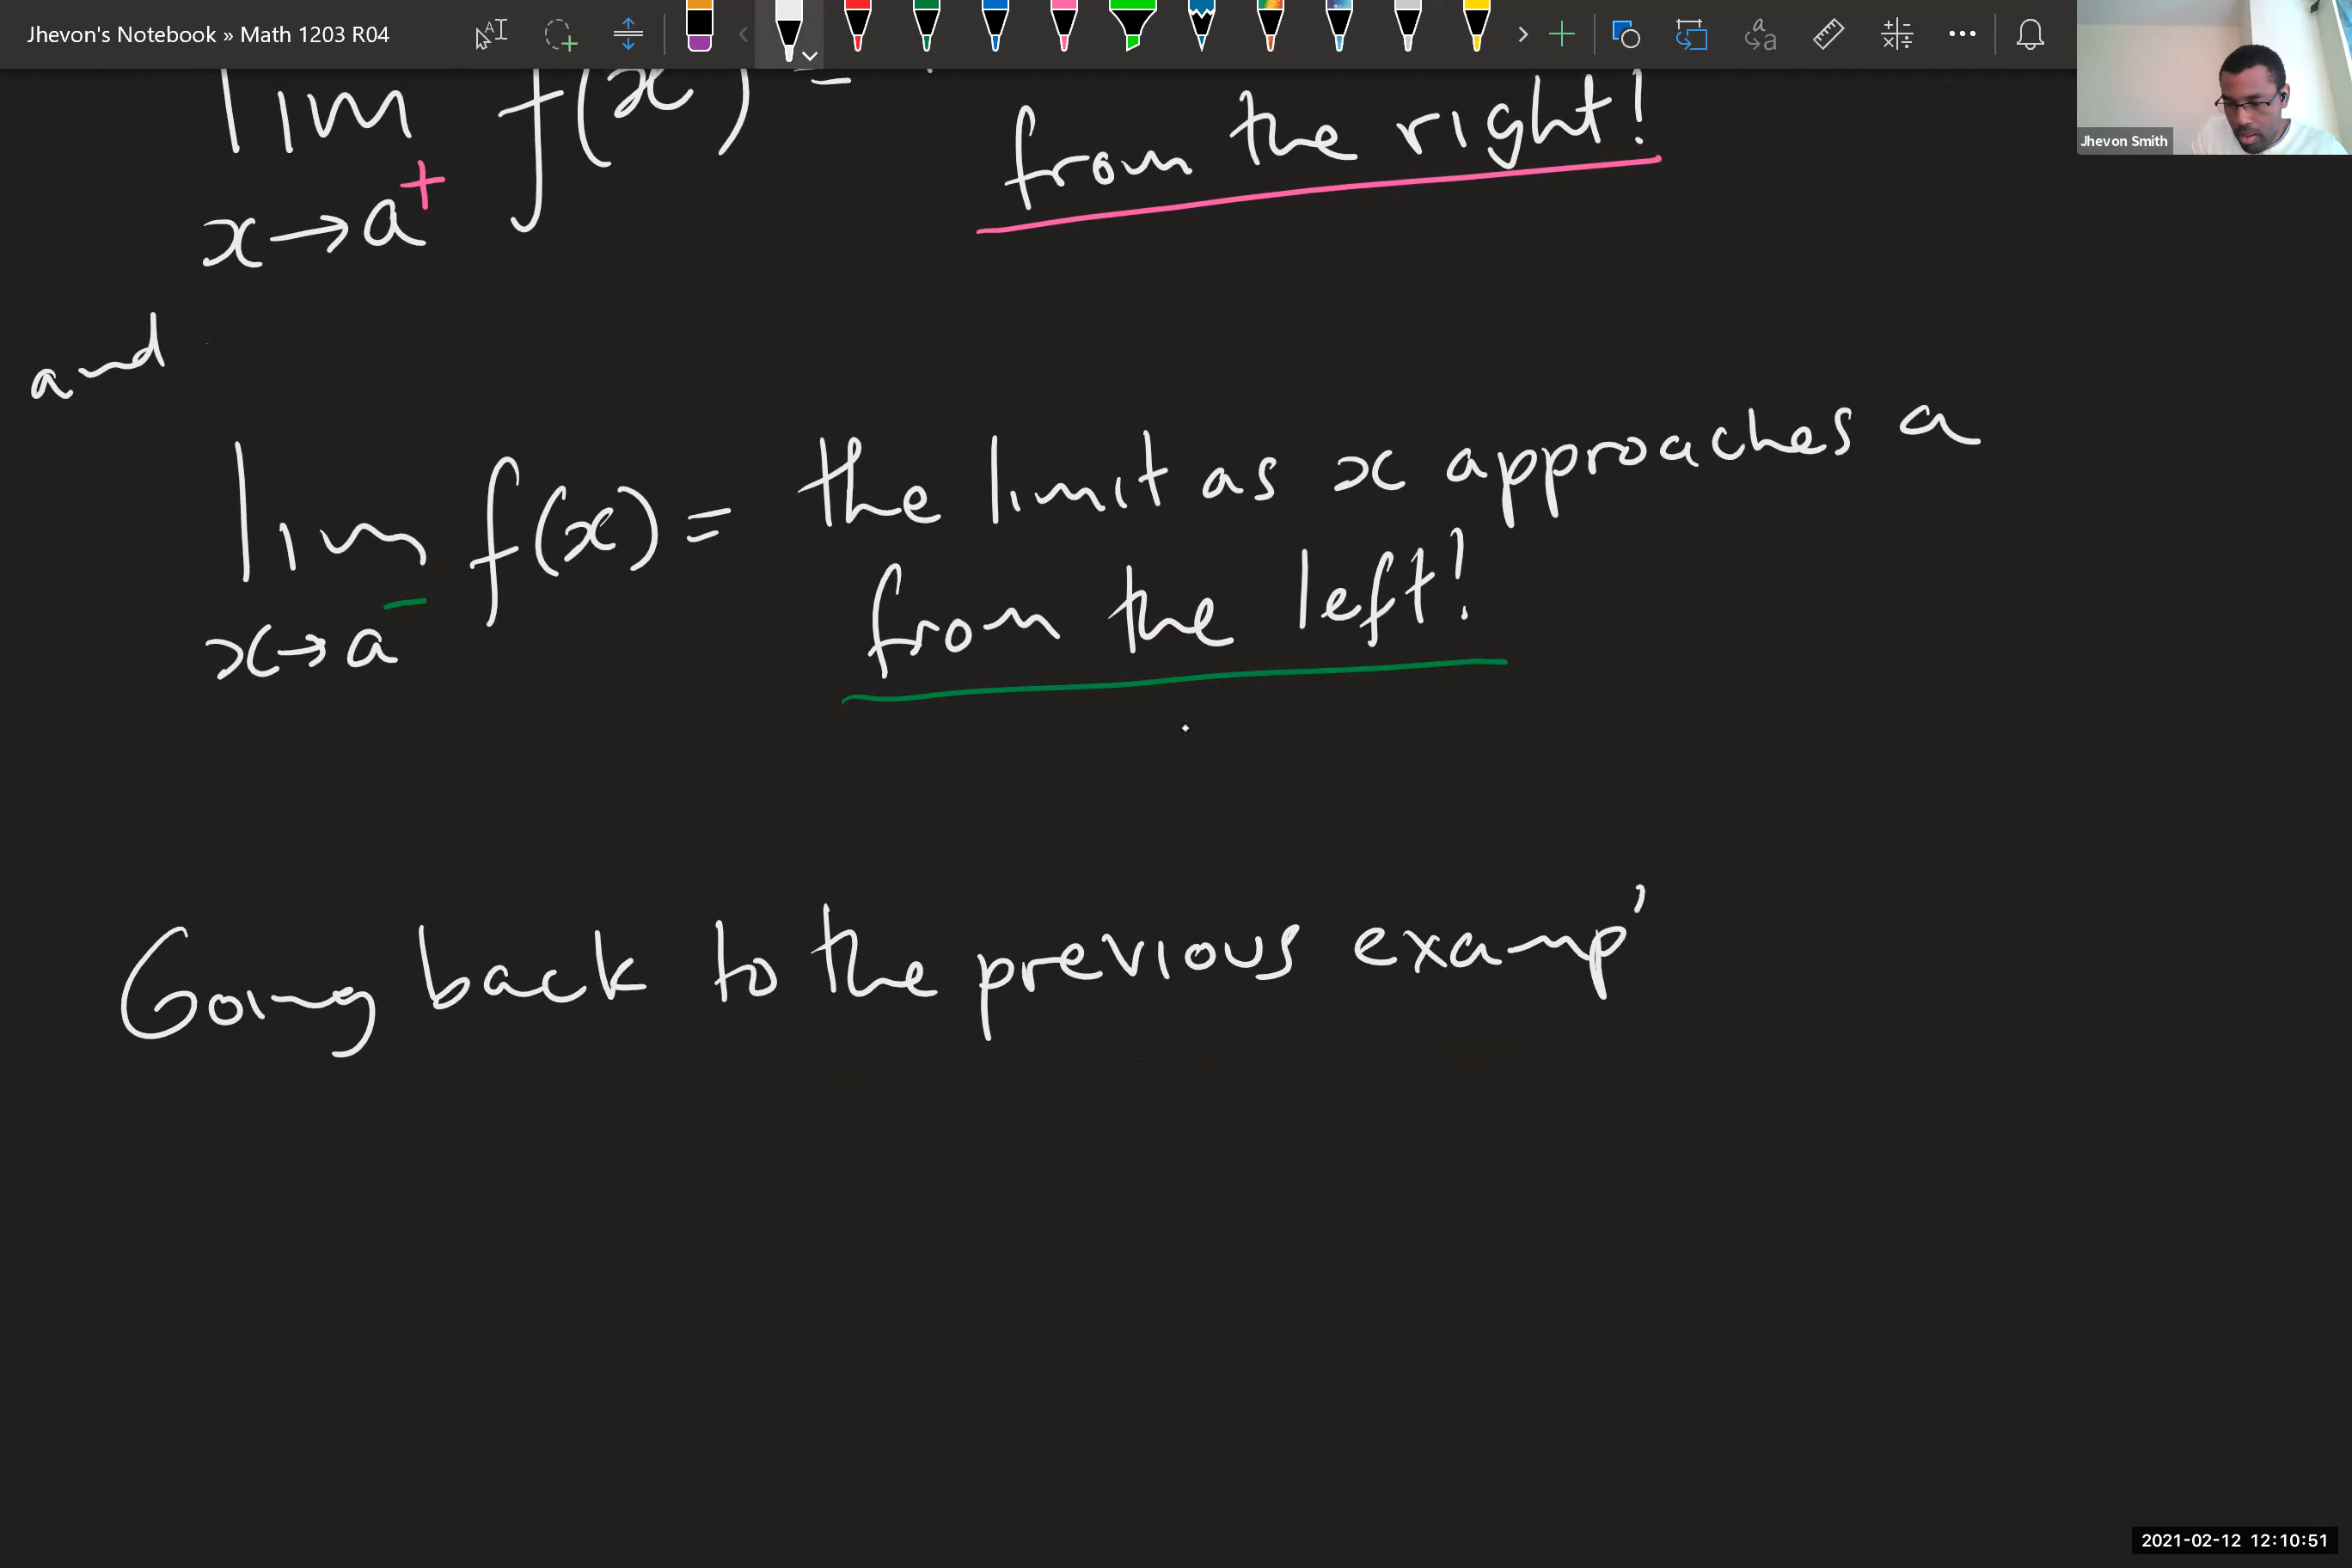 Jhevon's Notebook » Math 1203 R04
Jhevon Smith
lim f(x) =
x→a⁺
from the right!
and
lim f(x) = the limit as x approaches a
x→a⁻
from the left!
Going back to the previous examp'
2021-02-12 12:10:51